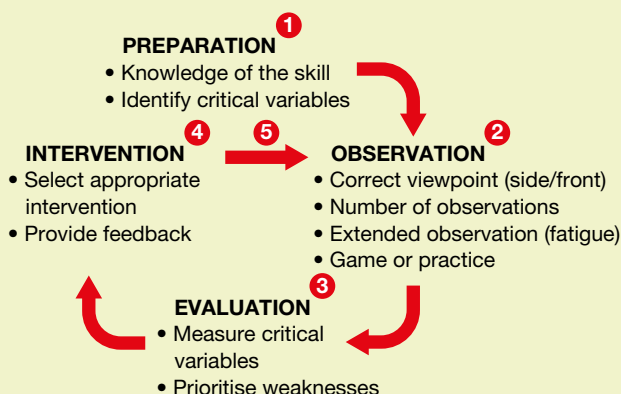 1
PREPARATION
• Knowledge of the skill
• Identify critical variables
4
INTERVENTION
• Select appropriate
intervention
• Provide feedback
5
2
OBSERVATION
• Correct viewpoint (side/front)
• Number of observations
• Extended observation (fatigue)
• Game or practice
3
EVALUATION
• Measure critical
variables
• Prioritise weaknesses